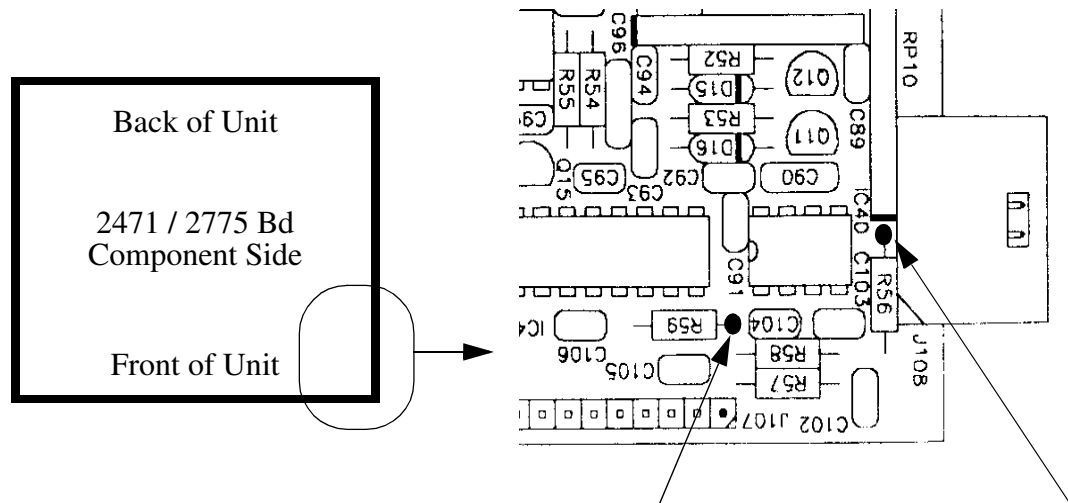 Back of Unit
2471 / 2775 Bd
Component Side
Front of Unit
C96
R55
R54
C94
R52
D15
R53
D16
Q12
Q11
C89
RP10
Q15
C95
C93
C92
C90
IC40
C91
C103
R56
R59
C104
C106
C105
R58
R57
J107
C102
J108